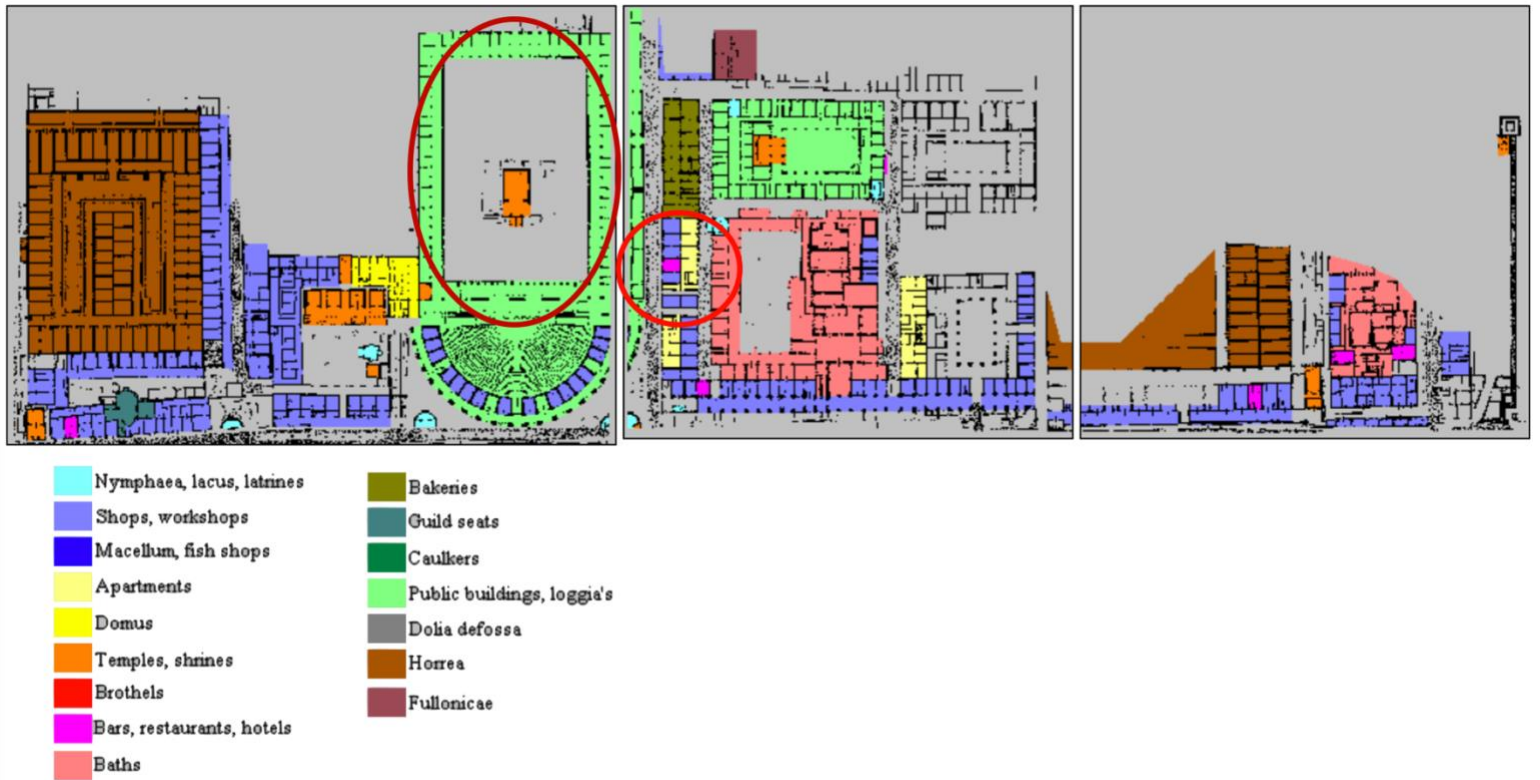 Nymphaea, lacus, latrines
Shops, workshops
Macellum, fish shops
Apartments
Domus
Temples, shrines
Brothels
Bars, restaurants, hotels
Baths
Bakeries
Guild seats
Caulkers
Public buildings, loggia's
Dolia defossa
Horrea
Fullonicae